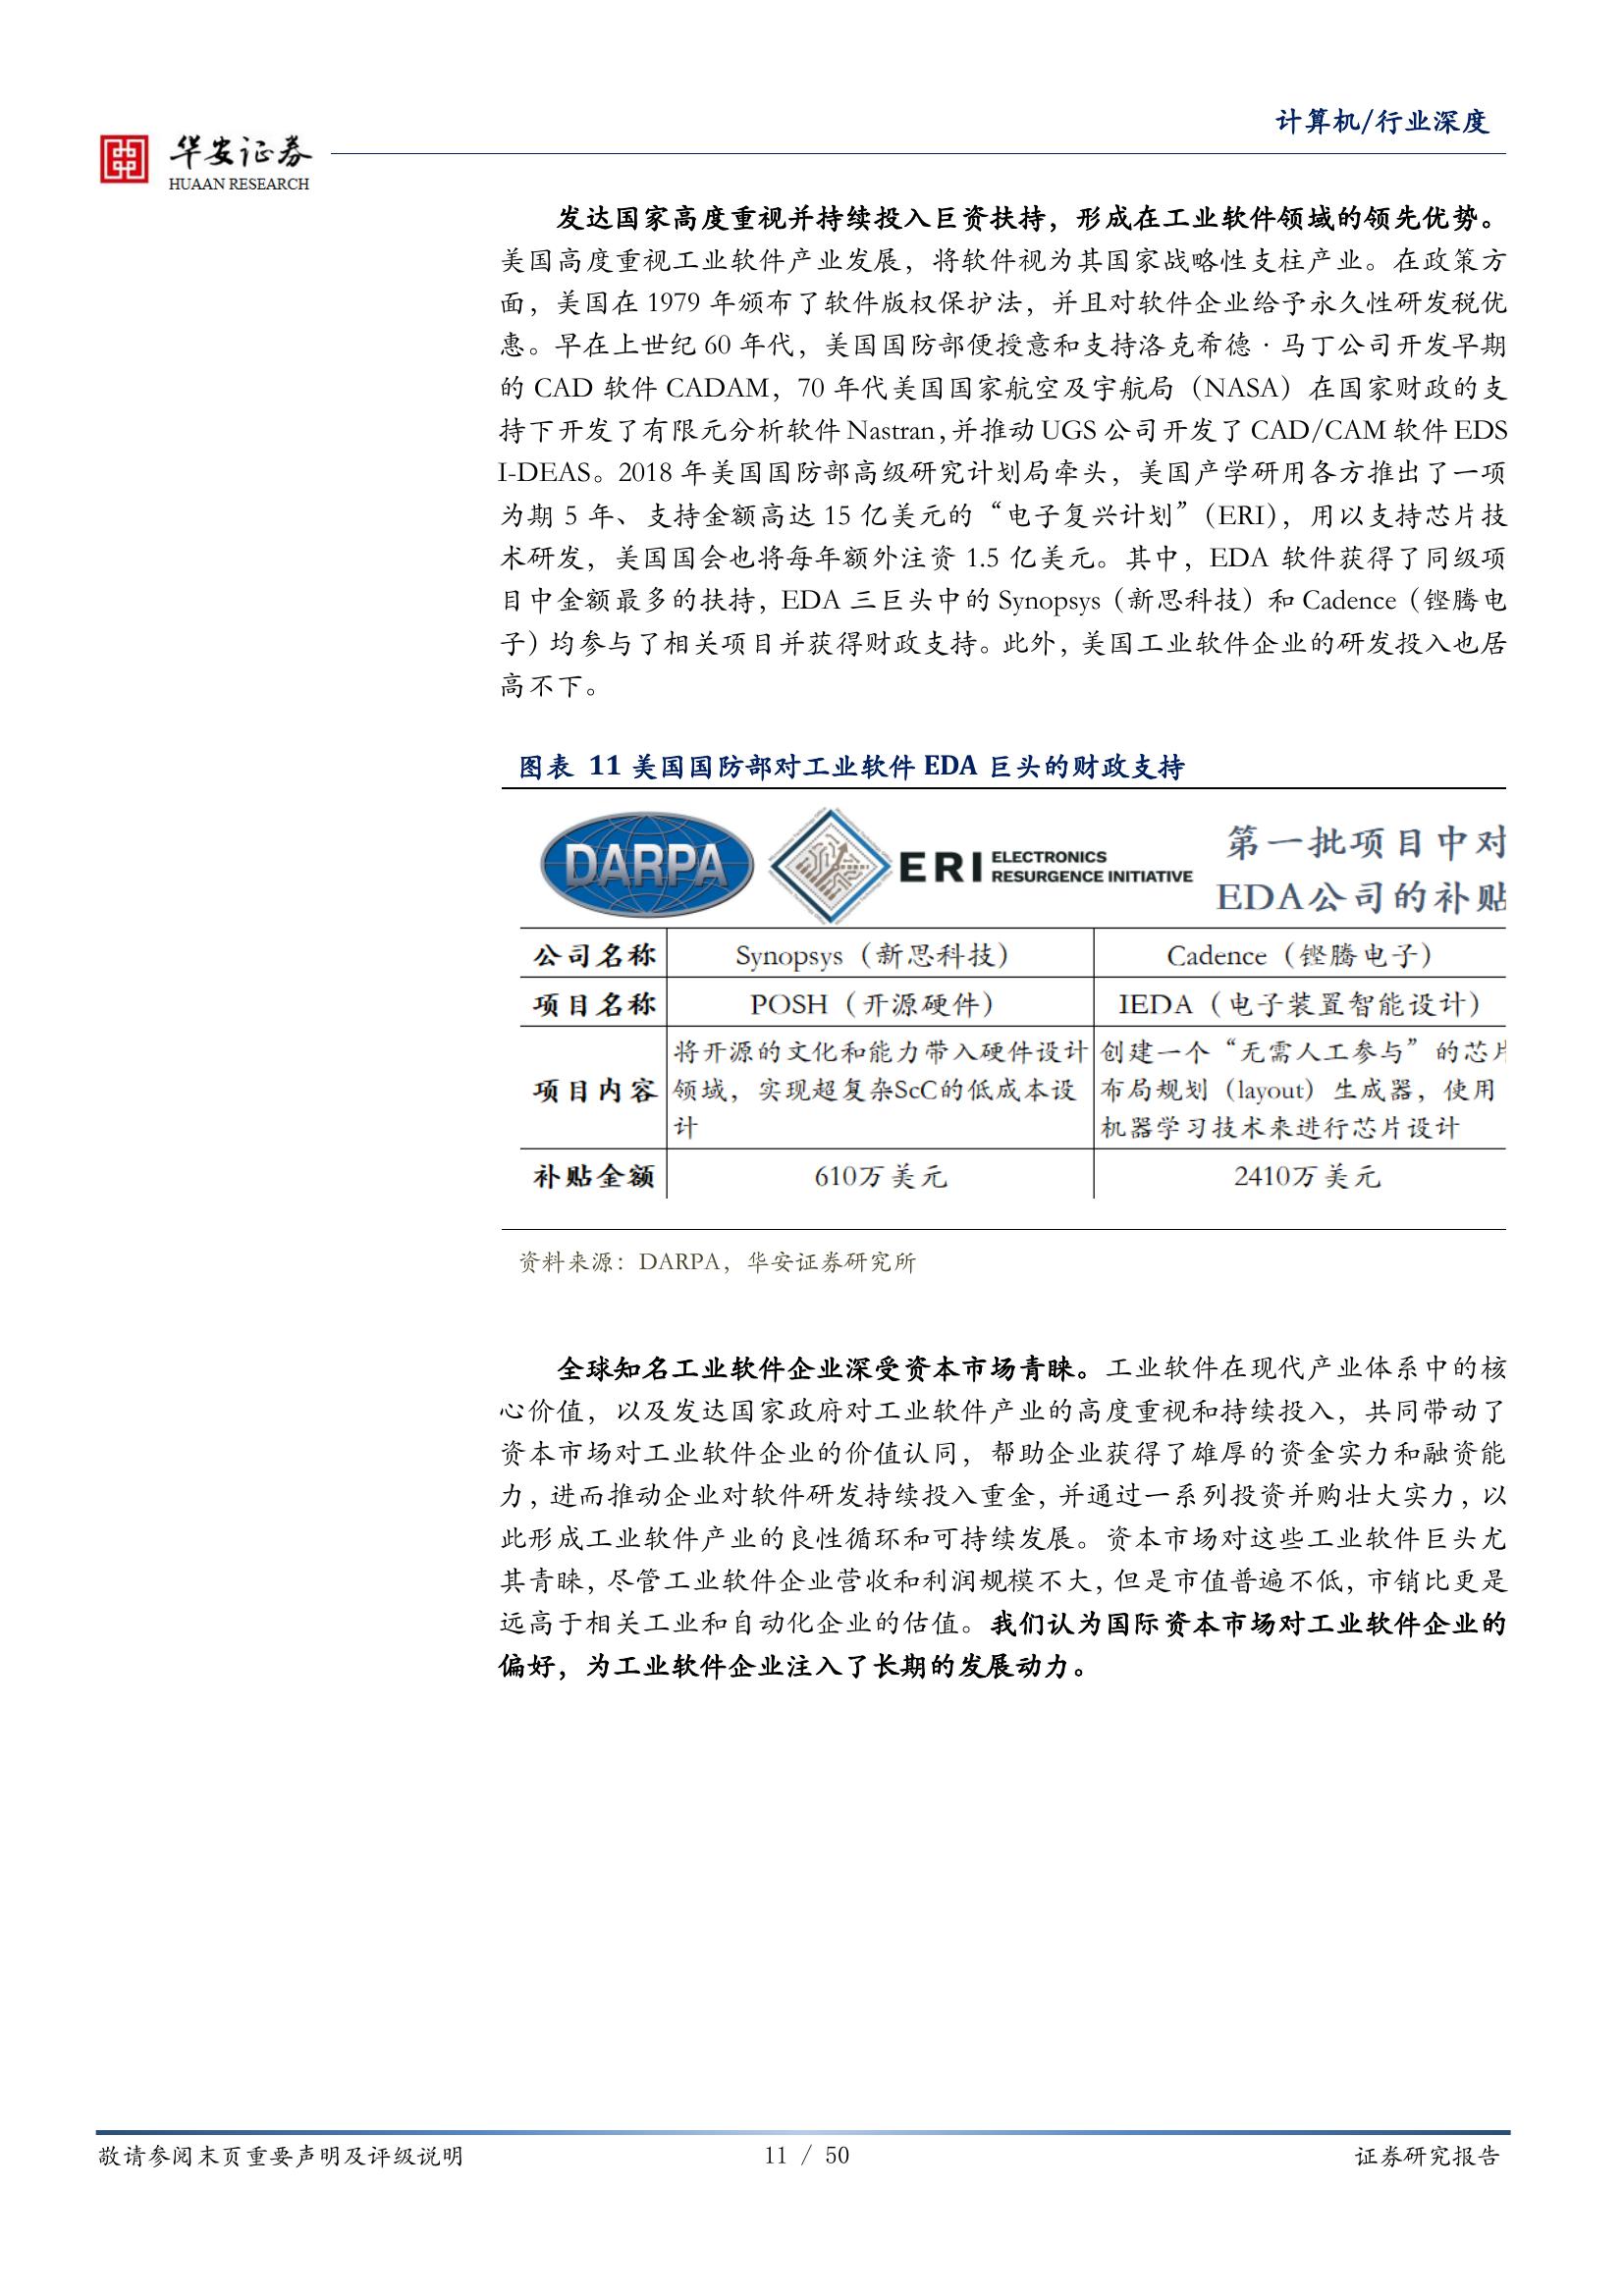 计算机/行业深度
华安证券
HUAAN RESEARCH
发达国家高度重视并持续投入巨资扶持，形成在工业软件领域的领先优势。
美国高度重视工业软件产业发展，将软件视为其国家战略性支柱产业。在政策方
面，美国在 1979 年颁布了软件版权保护法，并且对软件企业给予永久性研发税优
惠。早在上世纪 60 年代，美国国防部便授意和支持洛克希德·马丁公司开发早期
的 CAD 软件 CADAM，70 年代美国国家航空及宇航局（NASA）在国家财政的支
持下开发了有限元分析软件 Nastran，并推动 UGS 公司开发了 CAD/CAM 软件 EDS
I-DEAS。2018 年美国国防部高级研究计划局牵头，美国产学研用各方推出了一项
为期 5 年、支持金额高达 15 亿美元的“电子复兴计划”（ERI），用以支持芯片技
术研发，美国国会也将每年额外注资 1.5 亿美元。其中，EDA 软件获得了同级项
目中金额最多的扶持，EDA 三巨头中的 Synopsys（新思科技）和 Cadence（铿腾电
子）均参与了相关项目并获得财政支持。此外，美国工业软件企业的研发投入也居
高不下。
图表 11 美国国防部对工业软件 EDA 巨头的财政支持
DARPA
ERI ELECTRONICS
RESURGENCE INITIATIVE
第一批项目中对
EDA公司的补贴
公司名称 Synopsys（新思科技） Cadence（铿腾电子）
项目名称 POSH（开源硬件） IEDA（电子装置智能设计）
项目内容 将开源的文化和能力带入硬件设计
领域，实现超复杂ScC的低成本设
计
创建一个“无需人工参与”的芯片
布局规划（layout）生成器，使用
机器学习技术来进行芯片设计
补贴金额 610万美元 2410万美元
资料来源：DARPA，华安证券研究所
全球知名工业软件企业深受资本市场青睐。工业软件在现代产业体系中的核
心价值，以及发达国家政府对工业软件产业的高度重视和持续投入，共同带动了
资本市场对工业软件企业的价值认同，帮助企业获得了雄厚的资金实力和融资能
力，进而推动企业对软件研发持续投入重金，并通过一系列投资并购壮大实力，以
此形成工业软件产业的良性循环和可持续发展。资本市场对这些工业软件巨头尤
其青睐，尽管工业软件企业营收和利润规模不大，但是市值普遍不低，市销比更是
远高于相关工业和自动化企业的估值。我们认为国际资本市场对工业软件企业的
偏好，为工业软件企业注入了长期的发展动力。
敬请参阅末页重要声明及评级说明 11 / 50 证券研究报告